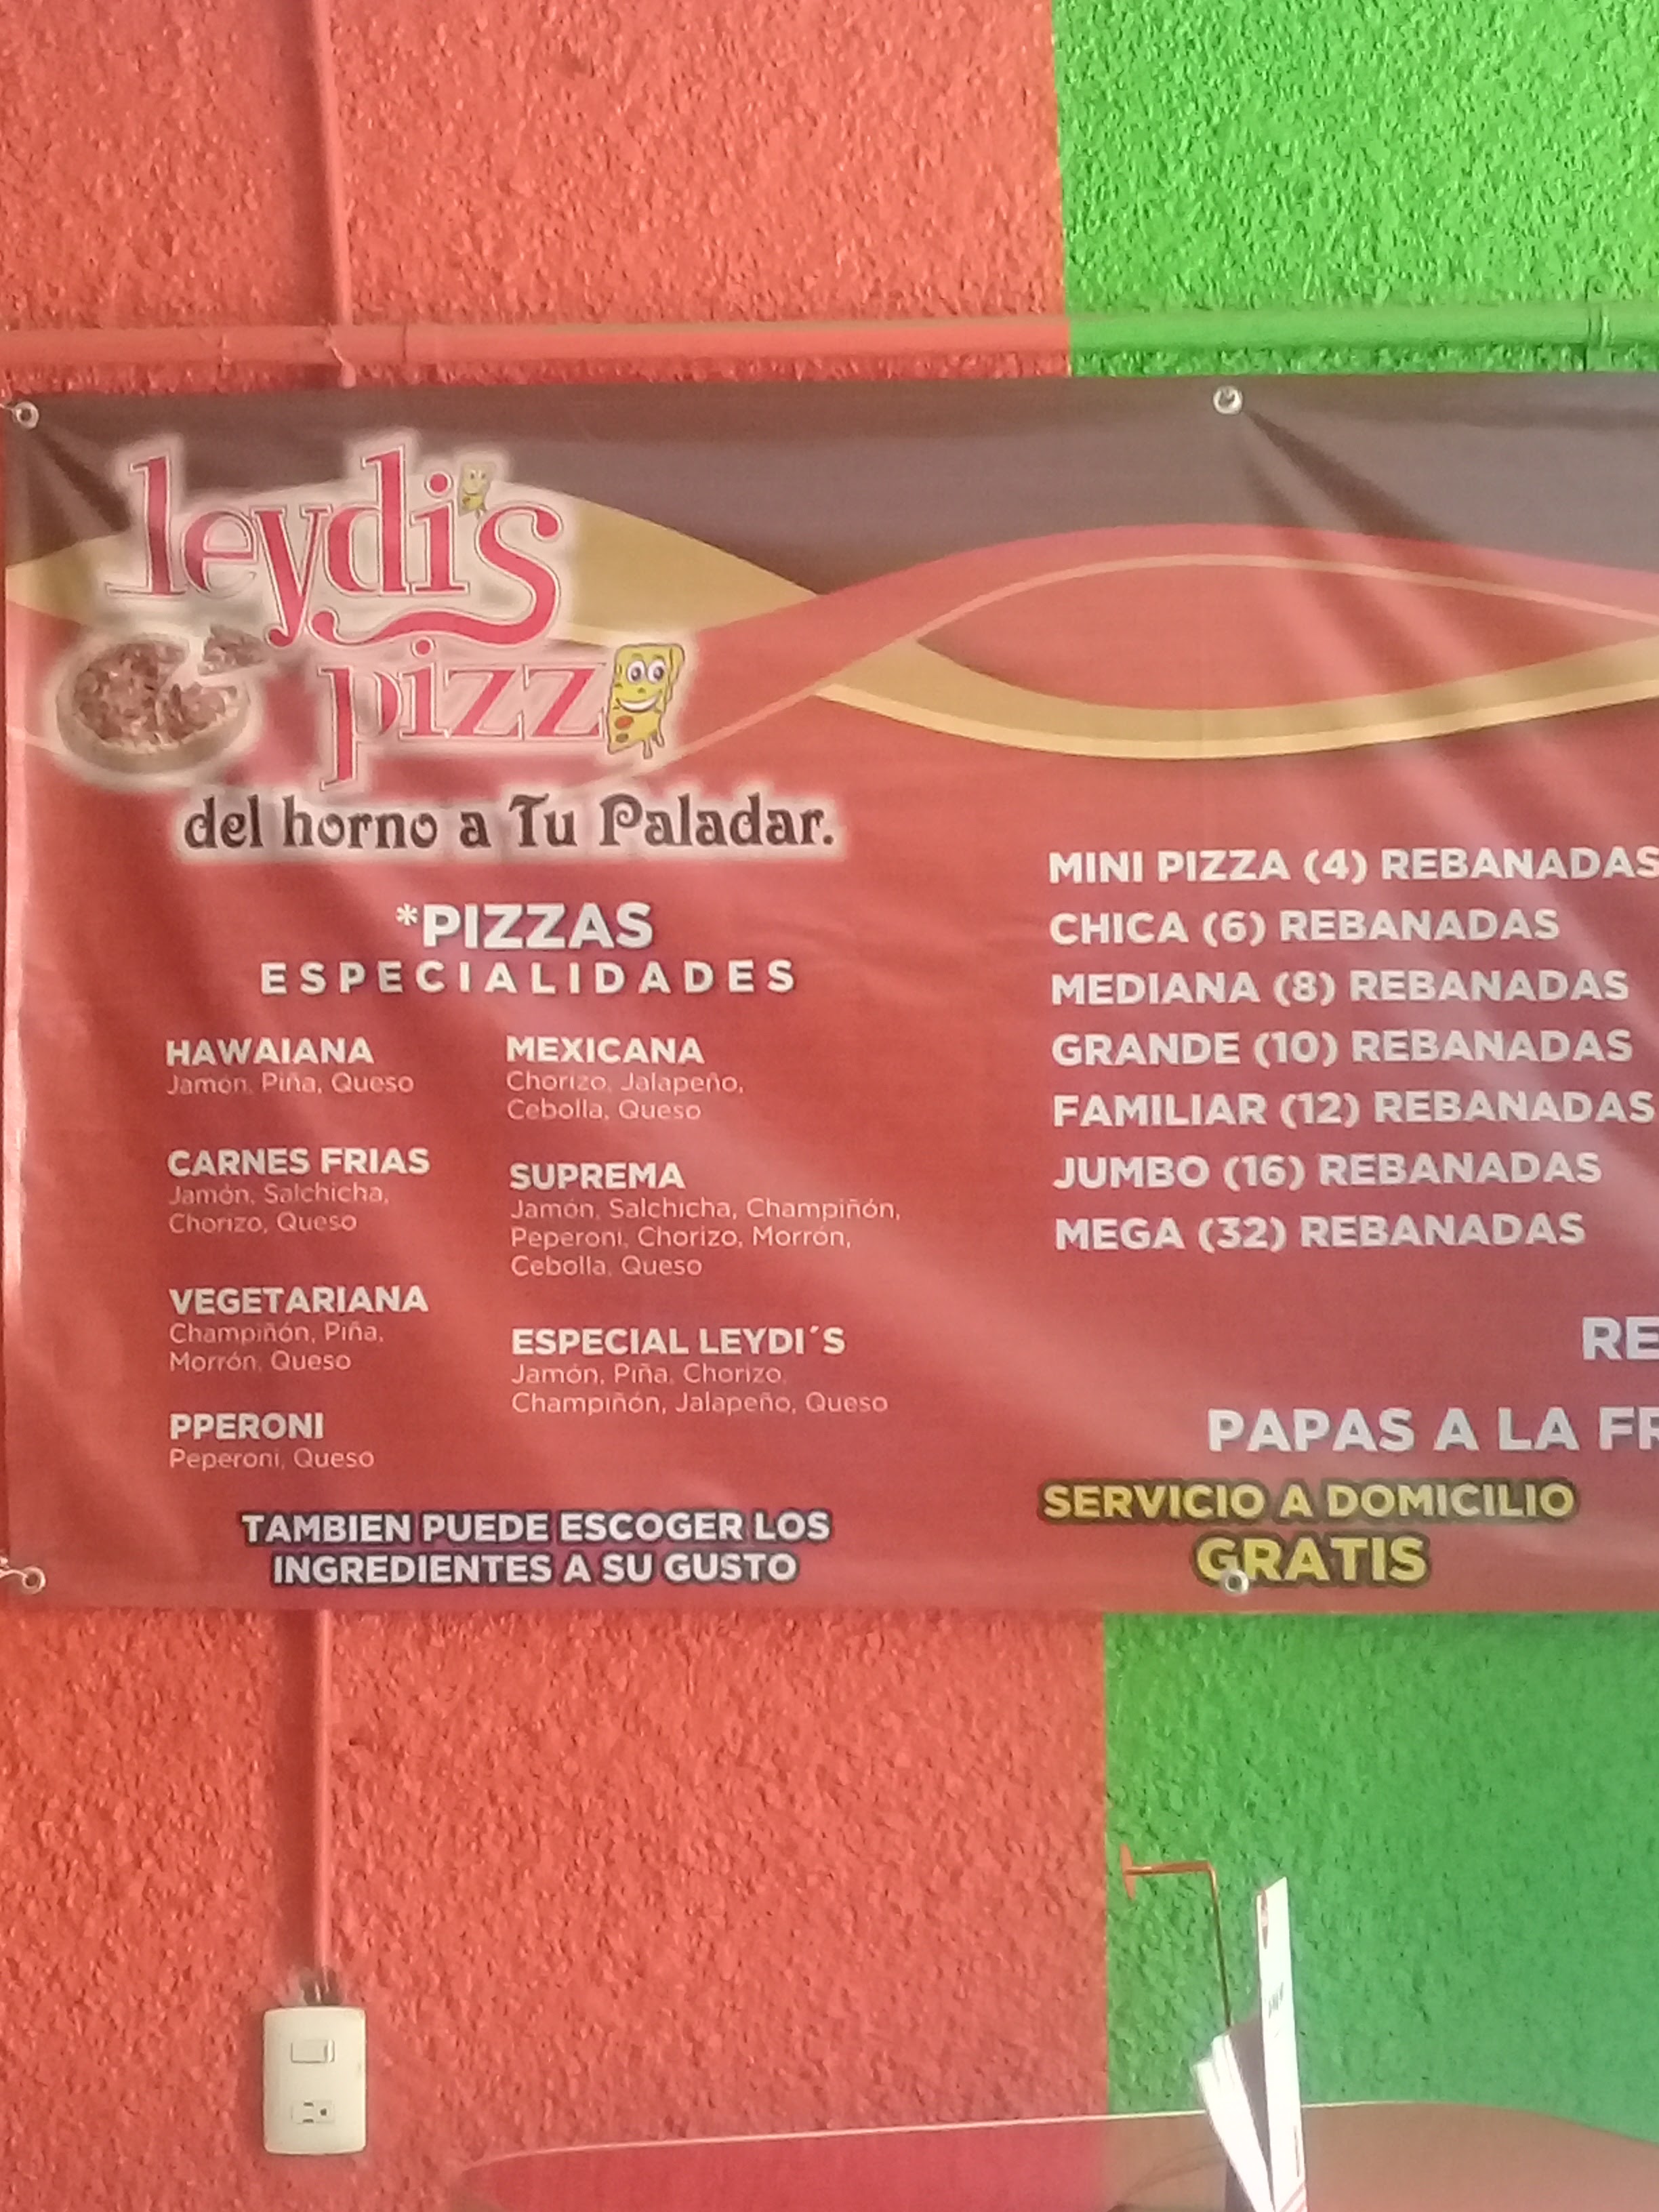 leydi's
pizz
del horno a Tu Paladar.
*PIZZAS
ESPECIALIDADES
HAWAIANA
Jamón, Piña, Queso
CARNES FRIAS
Jamón, Salchicha,
Chorizo, Queso
VEGETARIANA
Champiñón, Piña,
Morrón, Queso
PPERONI
Peperoni, Queso
MEXICANA
Chorizo, Jalapeño,
Cebolla, Queso
SUPREMA
Jamón, Salchicha, Champiñón,
Peperoni, Chorizo, Morrón,
Cebolla, Queso
ESPECIAL LEYDI´S
Jamón, Piña, Chorizo,
Champiñón, Jalapeño, Queso
TAMBIEN PUEDE ESCOGER LOS
INGREDIENTES A SU GUSTO
MINI PIZZA (4) REBANADAS
CHICA (6) REBANADAS
MEDIANA (8) REBANADAS
GRANDE (10) REBANADAS
FAMILIAR (12) REBANADAS
JUMBO (16) REBANADAS
MEGA (32) REBANADAS
RE
PAPAS A LA FR
SERVICIO A DOMICILIO
GRATIS